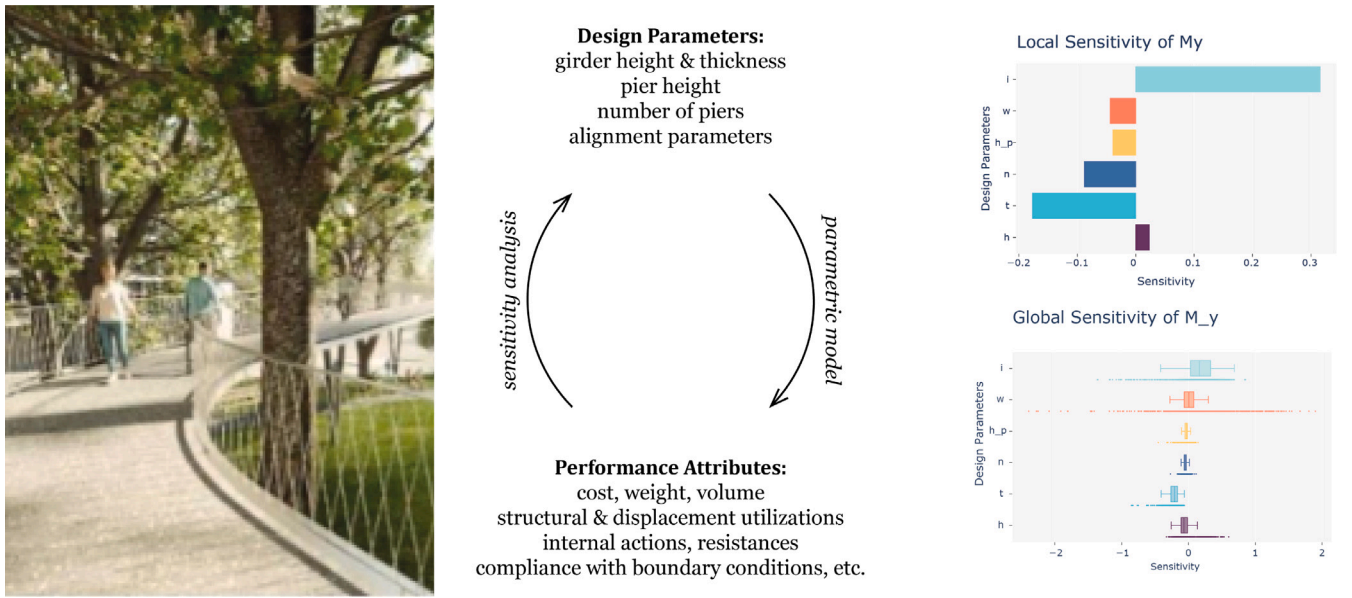 Design Parameters:
girder height & thickness
pier height
number of piers
alignment parameters
sensitivity analysis
parametric model
Performance Attributes:
cost, weight, volume
structural & displacement utilizations
internal actions, resistances
compliance with boundary conditions, etc.
Local Sensitivity of My
Design Parameters
i
w
h_p
n
t
h
−0.2 −0.1 0 0.1 0.2 0.3
Sensitivity
Global Sensitivity of M_y
Design Parameters
i
w
h_p
n
t
h
−2 −1 0 1 2
Sensitivity